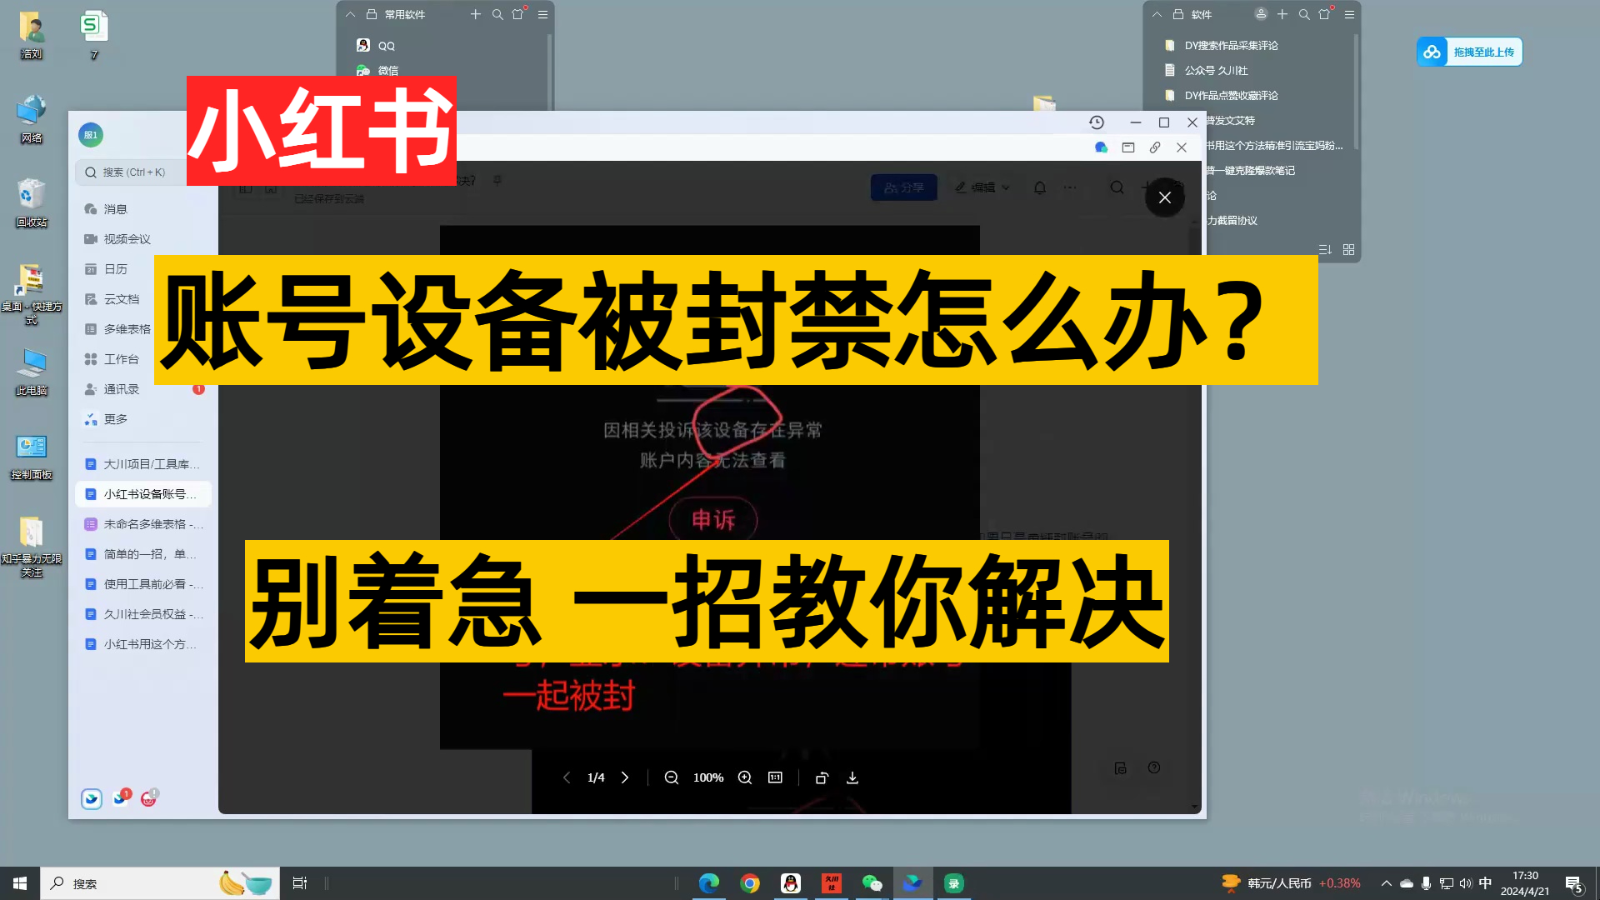 浩刘
7
网络
回收站
桌面 - 快捷方式
此电脑
控制面板
知乎暴力无限关注
常用软件
QQ
微信
软件
DY搜索作品采集评论
公众号 久川社
DY作品点赞收藏评论
普发文艾特
书用这个方法精准引流宝妈粉...
普一键克隆爆款笔记
论
力截留协议
拖拽至此上传
小红书
搜索 (Ctrl + K)
消息
视频会议
日历
云文档
多维表格
工作台
通讯录
1
更多
大川项目/工具库...
小红书设备账号...
未命名多维表格 -...
简单的一招，单...
使用工具前必看 -...
久川社会员权益 -...
小红书用这个方...
已经保存到云端
分享
编辑
账号设备被封禁怎么办？
因相关投诉该设备存在异常
账户内容无法查看
申诉
别着急 一招教你解决
一起被封
1/4
100%
搜索
韩元/人民币 +0.38%
中
17:30
2024/4/21
5